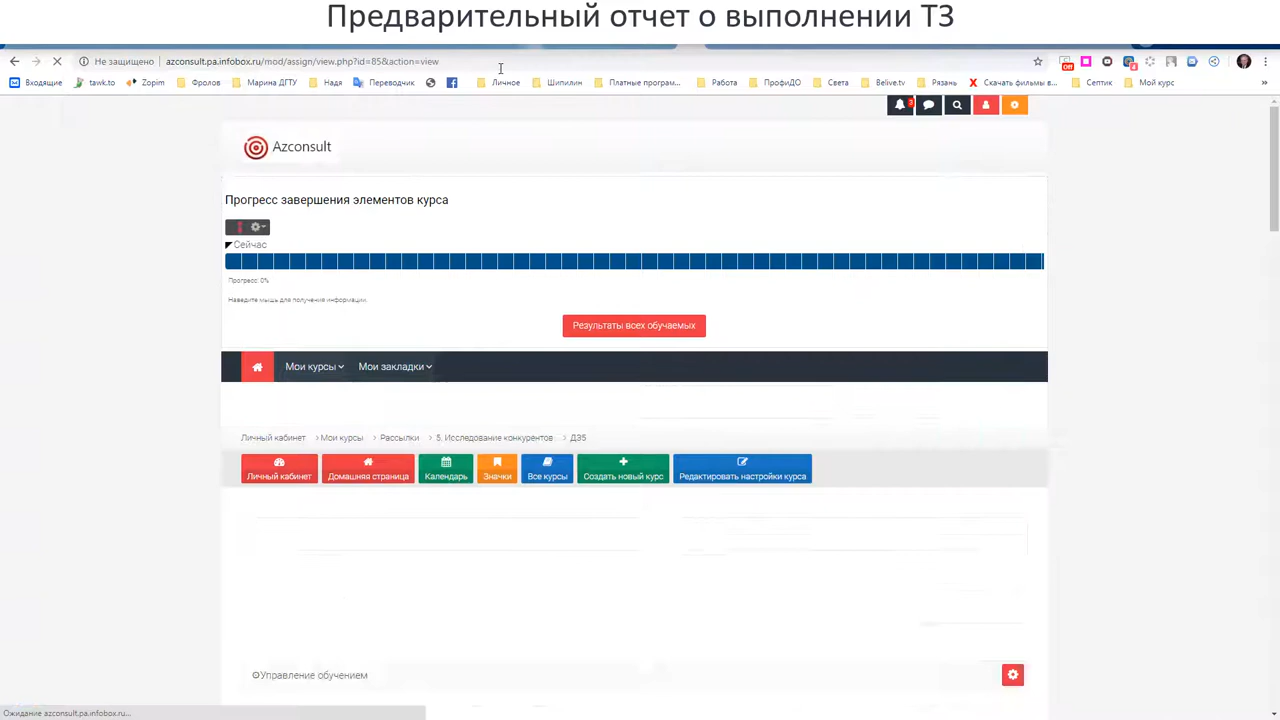 Предварительный отчет о выполнении ТЗ
Не защищено azconsult.pa.infobox.ru/mod/assign/view.php?id=85&action=view
Входящие tawk.to Zopim Фролов Марина ДГТУ Надя Переводчик Личное Шипилин Платные програм... Работа ПрофиДО Света Belive.tv Рязань Скачать фильмы в... Септик Мой курс »
Azconsult
Прогресс завершения элементов курса
Сейчас
Прогресс: 0%
Наведите мышь для получения информации.
Результаты всех обучаемых
Мои курсы Мои закладки
Личный кабинет > Мои курсы > Рассылки > 5. Исследование конкурентов > ДЗ5
Личный кабинет Домашняя страница Календарь Значки Все курсы Создать новый курс Редактировать настройки курса
Управление обучением
Ожидание azconsult.pa.infobox.ru...